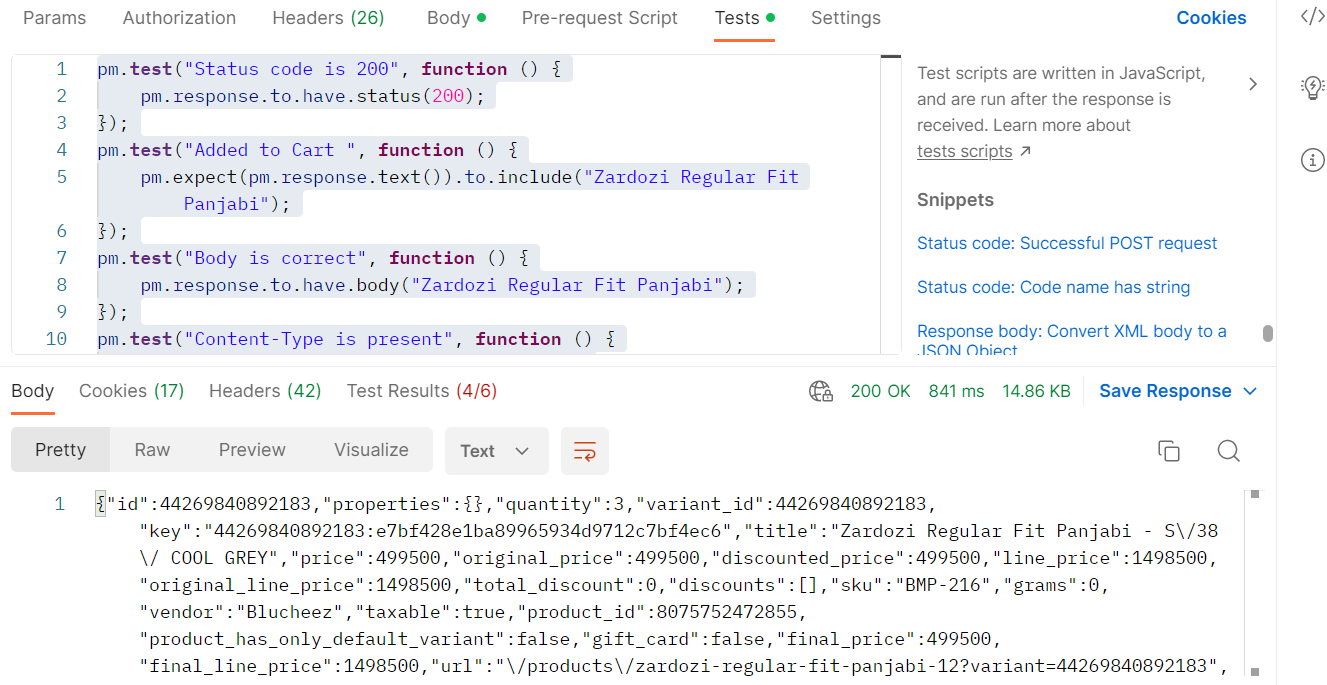 Params Authorization Headers (26) Body Pre-request Script Tests Settings Cookies </>
1 pm.test("Status code is 200", function () {
2 pm.response.to.have.status(200);
3 });
4 pm.test("Added to Cart ", function () {
5 pm.expect(pm.response.text()).to.include("Zardozi Regular Fit
Panjabi");
6 });
7 pm.test("Body is correct", function () {
8 pm.response.to.have.body("Zardozi Regular Fit Panjabi");
9 });
10 pm.test("Content-Type is present", function () {
Test scripts are written in JavaScript,
and are run after the response is
received. Learn more about
tests scripts ↗
Snippets
Status code: Successful POST request
Status code: Code name has string
Response body: Convert XML body to a
JSON Object
Body Cookies (17) Headers (42) Test Results (4/6) 200 OK 841 ms 14.86 KB Save Response
Pretty Raw Preview Visualize Text
1 {"id":44269840892183,"properties":{},"quantity":3,"variant_id":44269840892183,
"key":"44269840892183:e7bf428e1ba89965934d9712c7bf4ec6","title":"Zardozi Regular Fit Panjabi - S\/38
\/ COOL GREY","price":499500,"original_price":499500,"discounted_price":499500,"line_price":1498500,
"original_line_price":1498500,"total_discount":0,"discounts":[],"sku":"BMP-216","grams":0,
"vendor":"Blucheez","taxable":true,"product_id":8075752472855,
"product_has_only_default_variant":false,"gift_card":false,"final_price":499500,
"final_line_price":1498500,"url":"\/products\/zardozi-regular-fit-panjabi-12?variant=44269840892183",